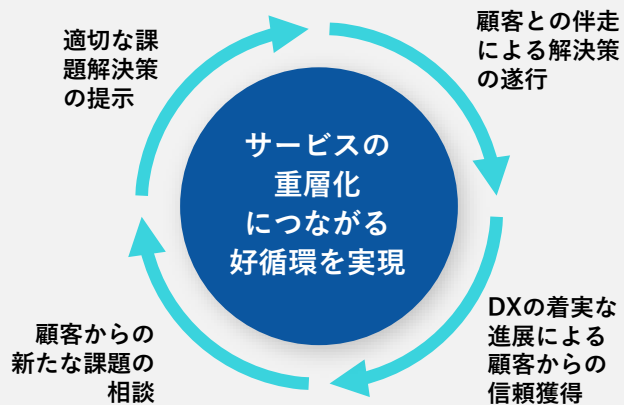 適切な課
題解決策
の提示
顧客との伴走
による解決策
の遂行
サービスの
重層化
につながる
好循環を実現
DXの着実な
進展による
顧客からの
信頼獲得
顧客からの
新たな課題の
相談